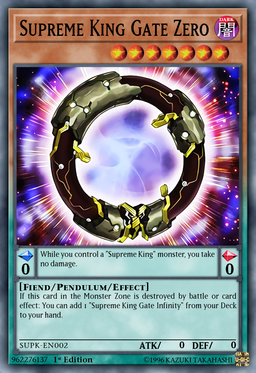 Supreme King Gate Zero
DARK
闇
While you control a "Supreme King" monster, you take
no damage.
0
0
[Fiend/Pendulum/Effect]
If this card in the Monster Zone is destroyed by battle or card
effect: You can add 1 "Supreme King Gate Infinity" from your Deck
to your hand.
SUPK-EN002
ATK/ 0 DEF/ 0
962276137 1st Edition ©1996 KAZUKI TAKAHASHI